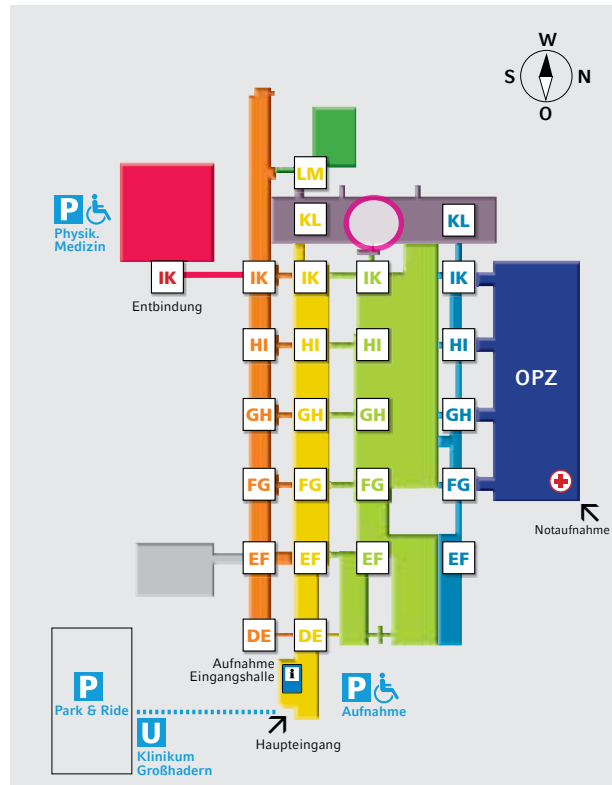 W
S N
O
LM
KL KL
P
Physik.
Medizin
IK IK IK IK IK
Entbindung
HI HI HI HI
OPZ
GH GH GH GH
FG FG FG FG
Notaufnahme
EF EF EF EF
DE DE
Aufnahme
Eingangshalle
i
P
Park & Ride
P
Aufnahme
U
Klinikum
Großhadern
Haupteingang